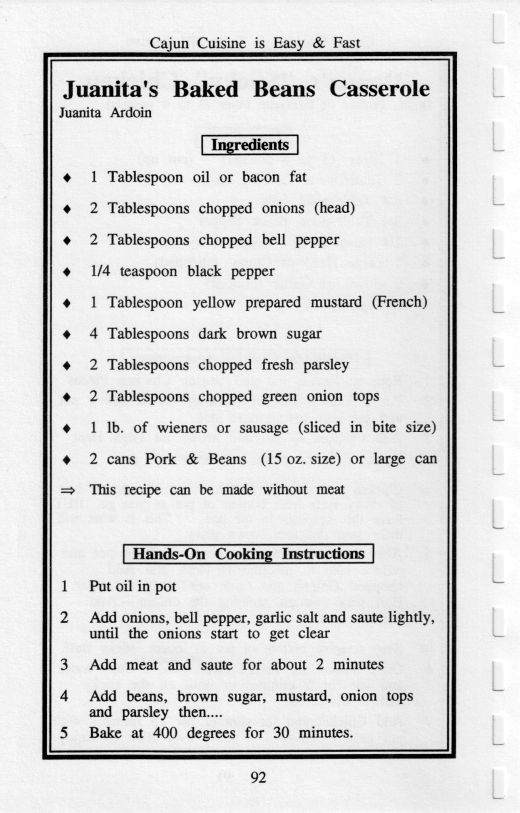 Cajun Cuisine is Easy & Fast
Juanita's Baked Beans Casserole
Juanita Ardoin
Ingredients
♦ 1 Tablespoon oil or bacon fat
♦ 2 Tablespoons chopped onions (head)
♦ 2 Tablespoons chopped bell pepper
♦ 1/4 teaspoon black pepper
♦ 1 Tablespoon yellow prepared mustard (French)
♦ 4 Tablespoons dark brown sugar
♦ 2 Tablespoons chopped fresh parsley
♦ 2 Tablespoons chopped green onion tops
♦ 1 lb. of wieners or sausage (sliced in bite size)
♦ 2 cans Pork & Beans (15 oz. size) or large can
⇒ This recipe can be made without meat
Hands-On Cooking Instructions
1 Put oil in pot
2 Add onions, bell pepper, garlic salt and saute lightly,
until the onions start to get clear
3 Add meat and saute for about 2 minutes
4 Add beans, brown sugar, mustard, onion tops
and parsley then....
5 Bake at 400 degrees for 30 minutes.
92